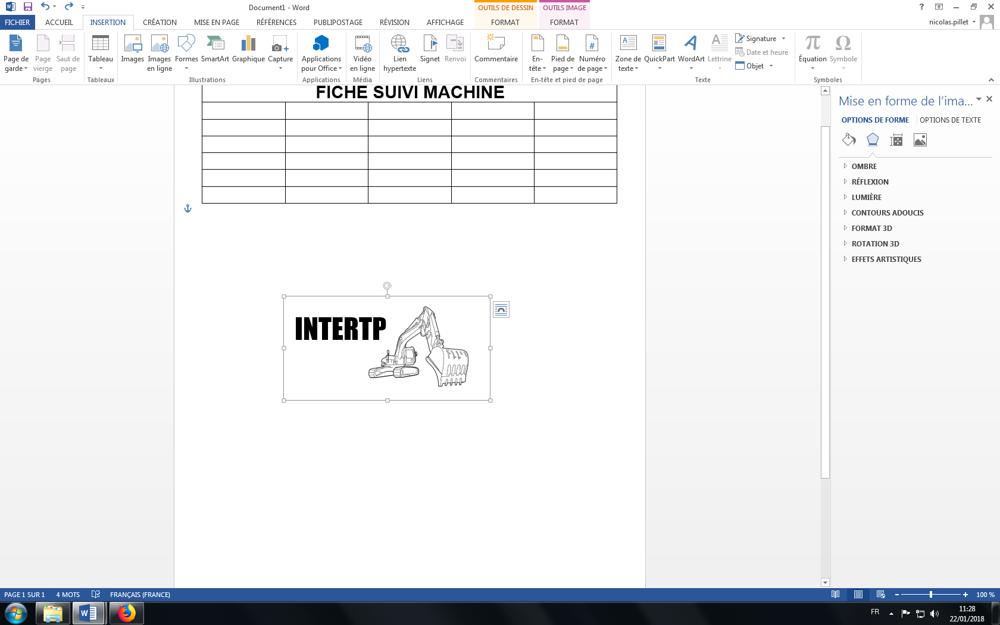 Document1 - Word
OUTILS DE DESSIN
OUTILS IMAGE
?
FICHIER ACCUEIL INSERTION CRÉATION MISE EN PAGE RÉFÉRENCES PUBLIPOSTAGE RÉVISION AFFICHAGE FORMAT FORMAT
nicolas.pillet
Page de garde
Page vierge
Saut de page
Pages
Tableau
Tableaux
Images
Images en ligne
Formes
SmartArt
Graphique
Capture
Illustrations
Applications pour Office
Applications
Vidéo en ligne
Média
Lien hypertexte
Signet
Renvoi
Liens
Commentaire
Commentaires
En-tête
Pied de page
Numéro de page
En-tête et pied de page
Zone de texte
QuickPart
WordArt
Lettrine
Signature
Date et heure
Objet
Texte
π
Équation
Ω
Symbole
Symboles
FICHE SUIVI MACHINE
INTERTP
Mise en forme de l’ima...
OPTIONS DE FORME
OPTIONS DE TEXTE
OMBRE
RÉFLEXION
LUMIÈRE
CONTOURS ADOUCIS
FORMAT 3D
ROTATION 3D
EFFETS ARTISTIQUES
PAGE 1 SUR 1 4 MOTS FRANÇAIS (FRANCE)
100 %
FR
11:28
22/01/2018